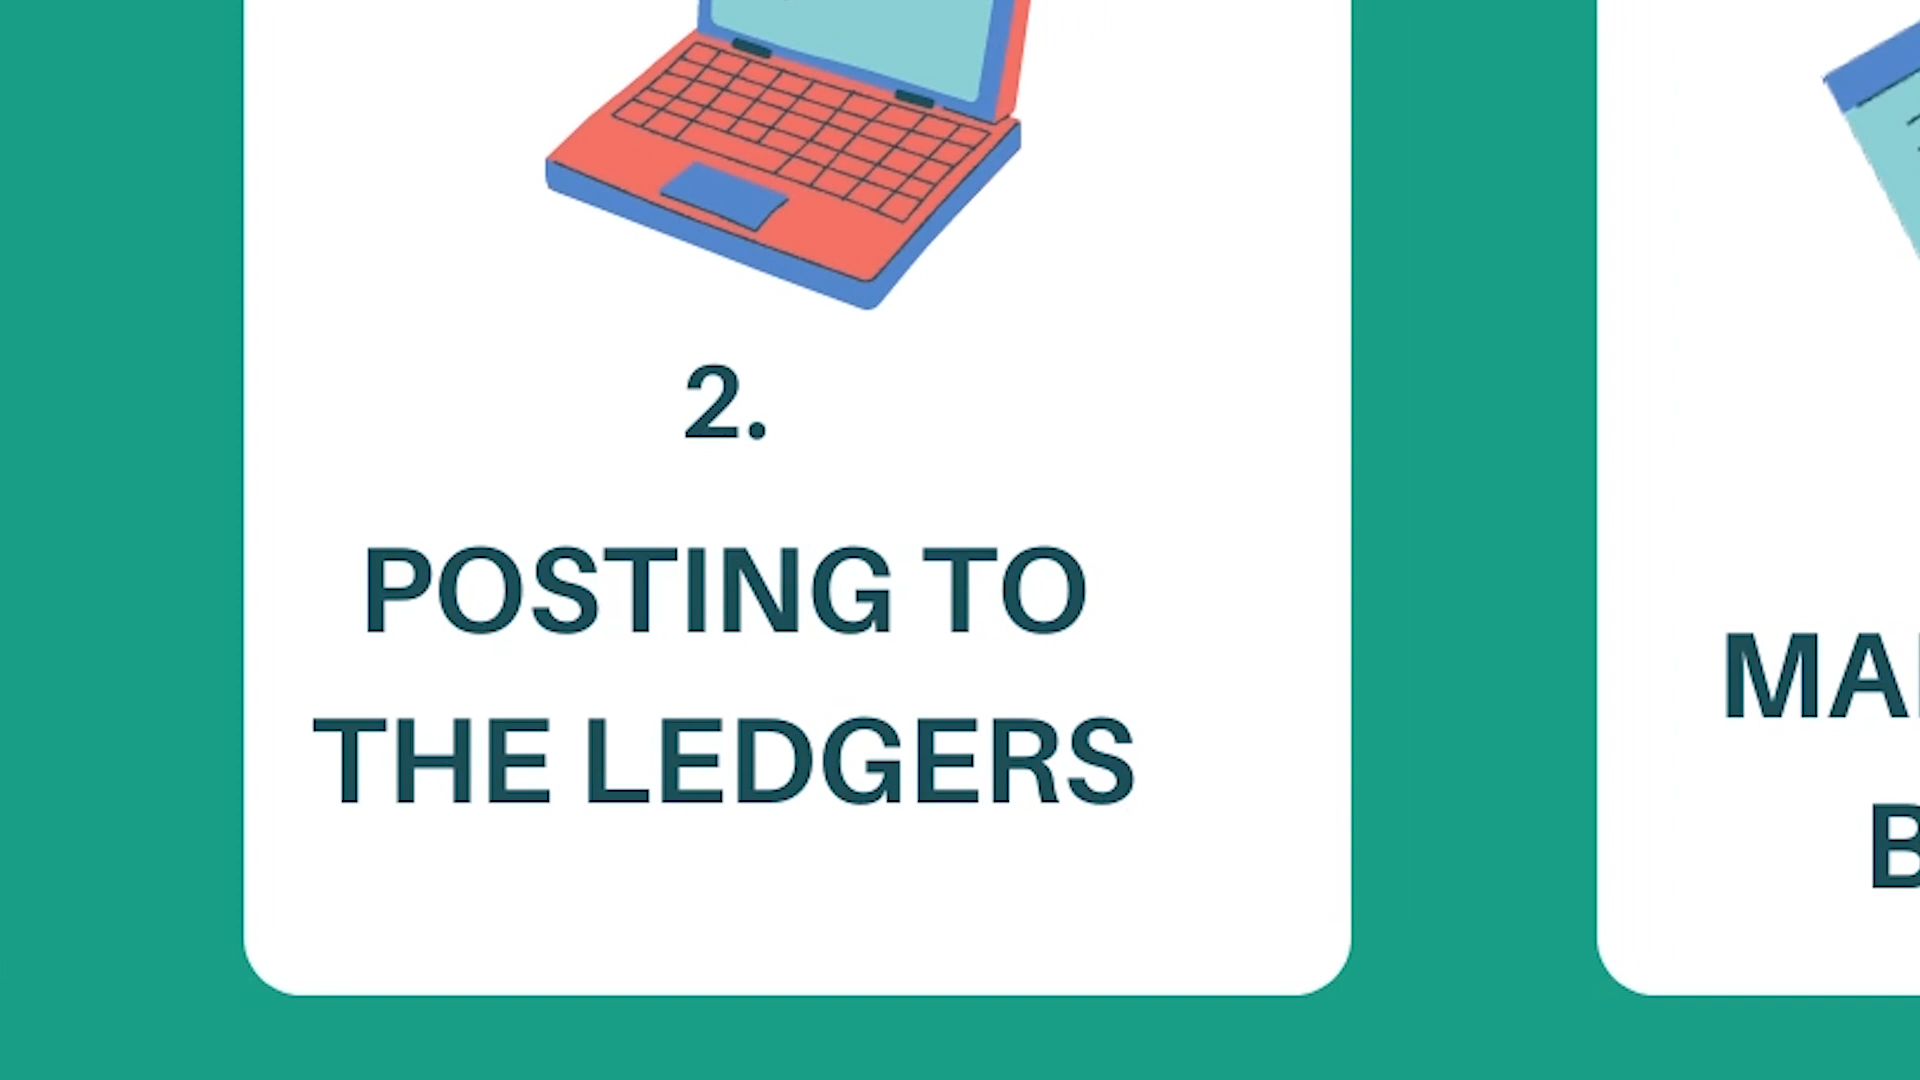 2.
POSTING TO
THE LEDGERS